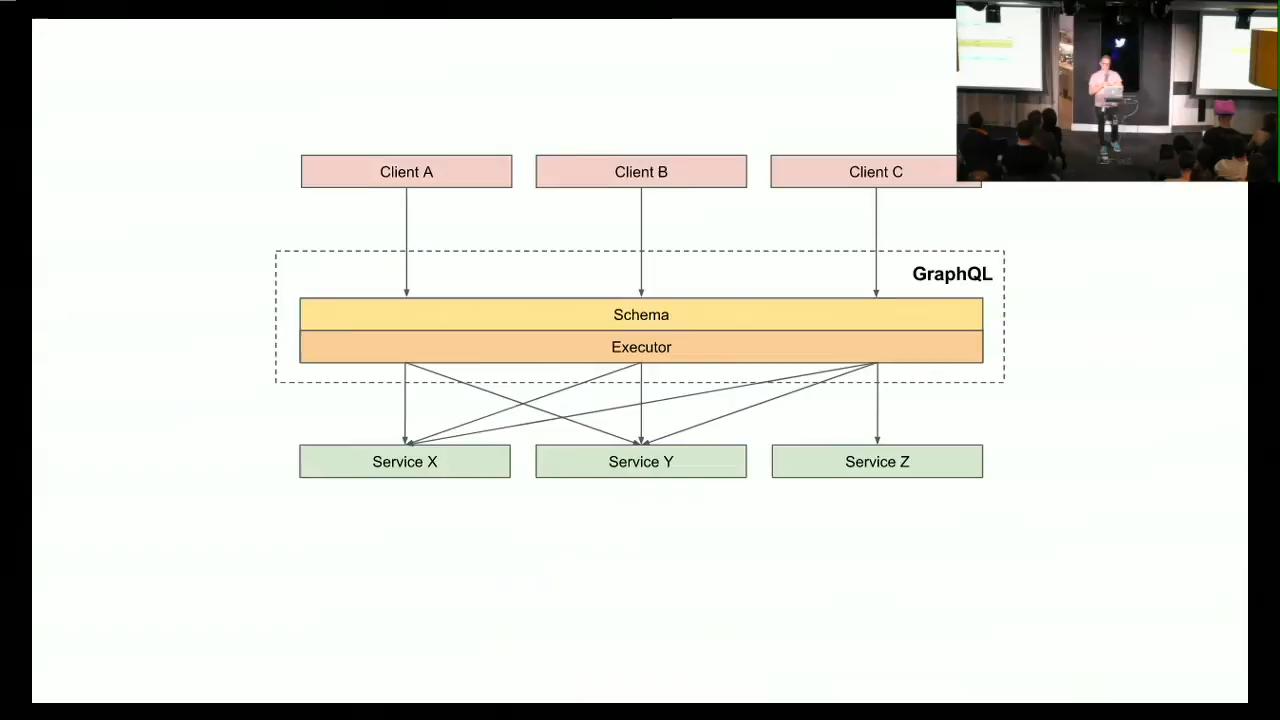 Client A
Client B
Client C
GraphQL
Schema
Executor
Service X
Service Y
Service Z